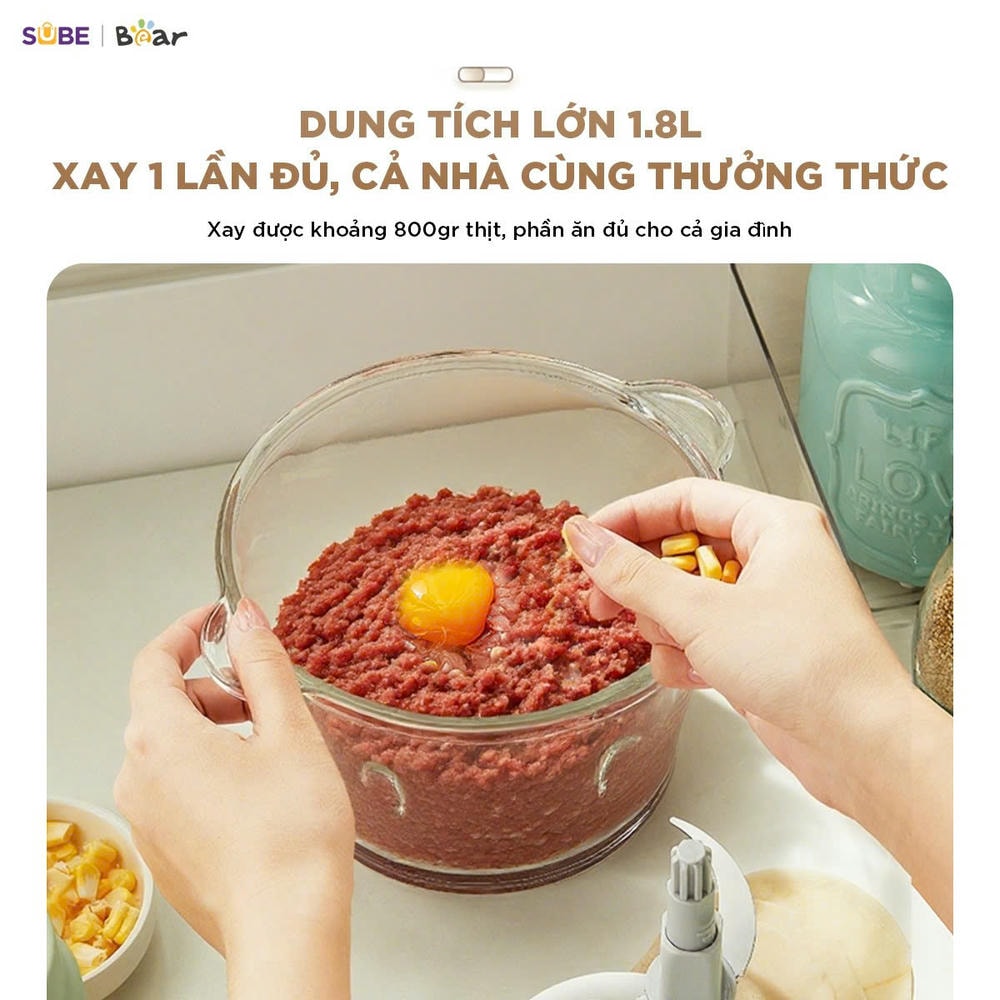 SUBE | Bear
DUNG TÍCH LỚN 1.8L
XAY 1 LẦN ĐỦ, CẢ NHÀ CÙNG THƯỞNG THỨC
Xay được khoảng 800gr thịt, phần ăn đủ cho cả gia đình
LOV